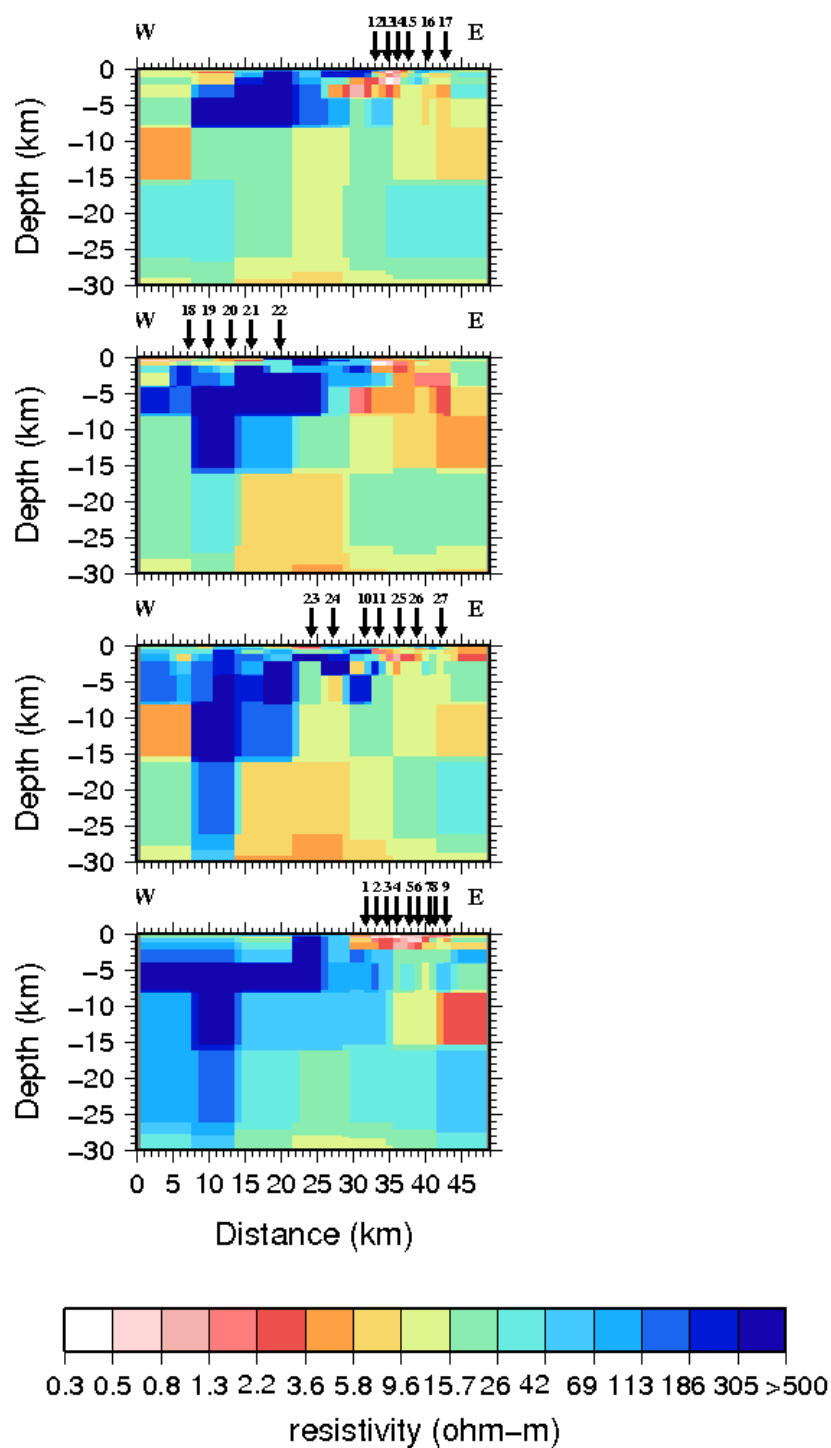 12 13 14 15 16 17
W E
0
−5
−10
−15
−20
−25
−30
Depth (km)
18 19 20 21 22
W E
0
−5
−10
−15
−20
−25
−30
Depth (km)
23 24 10 11 25 26 27
W E
0
−5
−10
−15
−20
−25
−30
Depth (km)
1 2 3 4 5 6 7 8 9
W E
0
−5
−10
−15
−20
−25
−30
Depth (km)
0 5 10 15 20 25 30 35 40 45
Distance (km)
0.3 0.5 0.8 1.3 2.2 3.6 5.8 9.6 15.7 26 42 69 113 186 305 >500
resistivity (ohm−m)